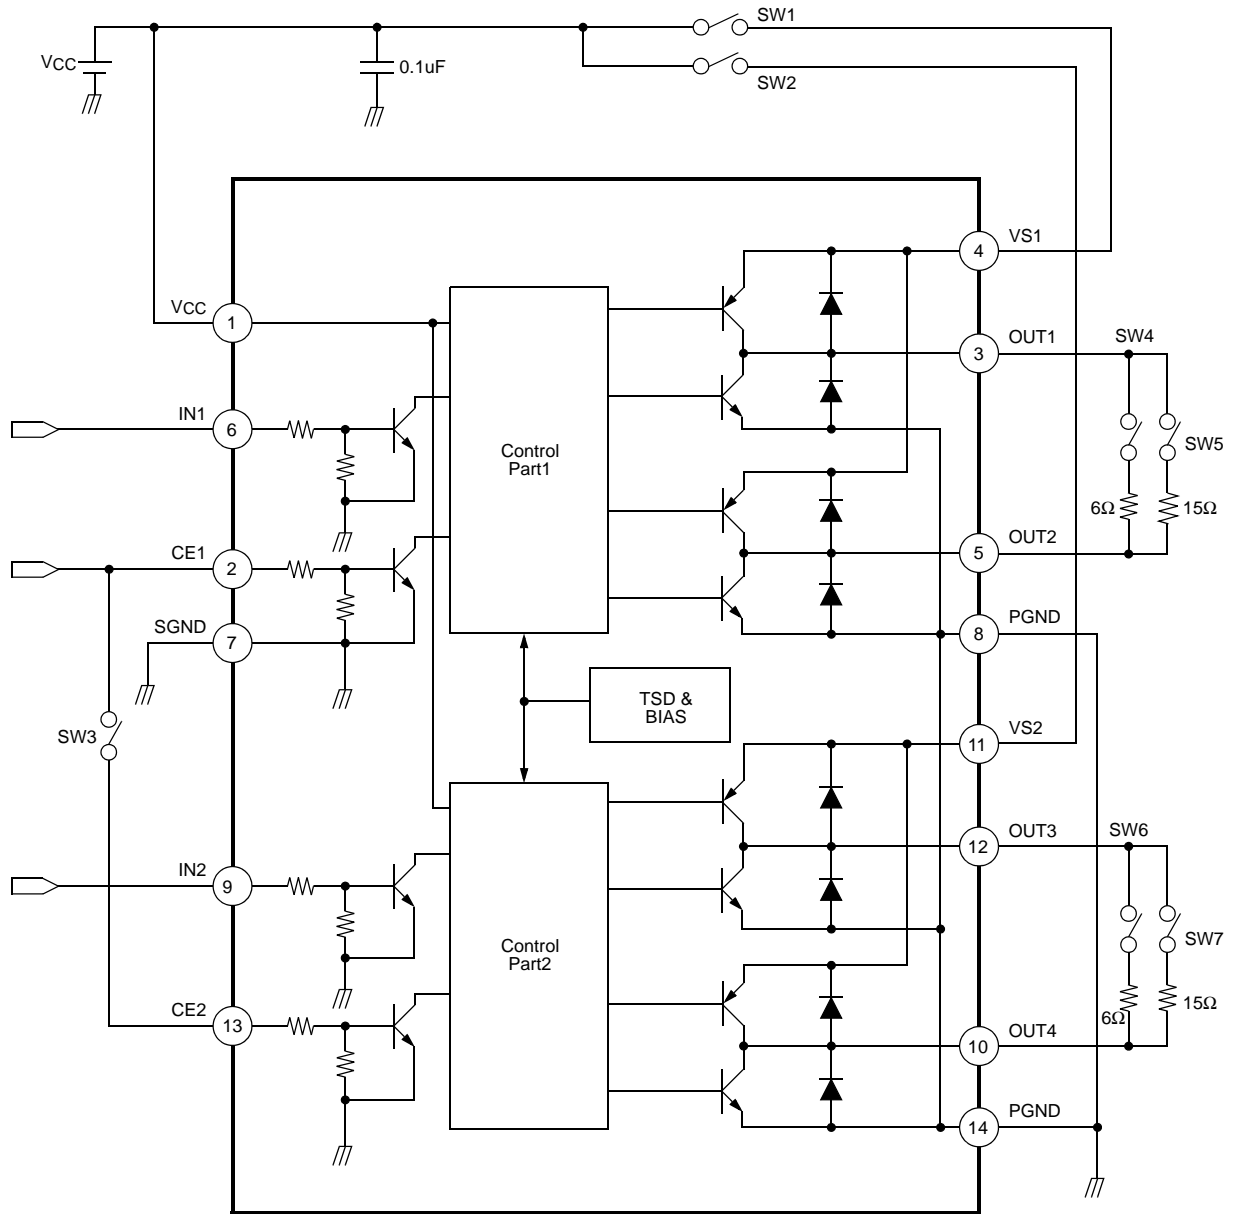 SW1
VCC
0.1uF
SW2
VS1
4
VCC
1
OUT1
3
SW4
IN1
6
Control
Part1
SW5
6Ω
15Ω
CE1
2
OUT2
5
SGND
7
PGND
8
TSD &
BIAS
SW3
VS2
11
OUT3
12
SW6
IN2
9
Control
Part2
SW7
CE2
13
6Ω
15Ω
OUT4
10
PGND
14